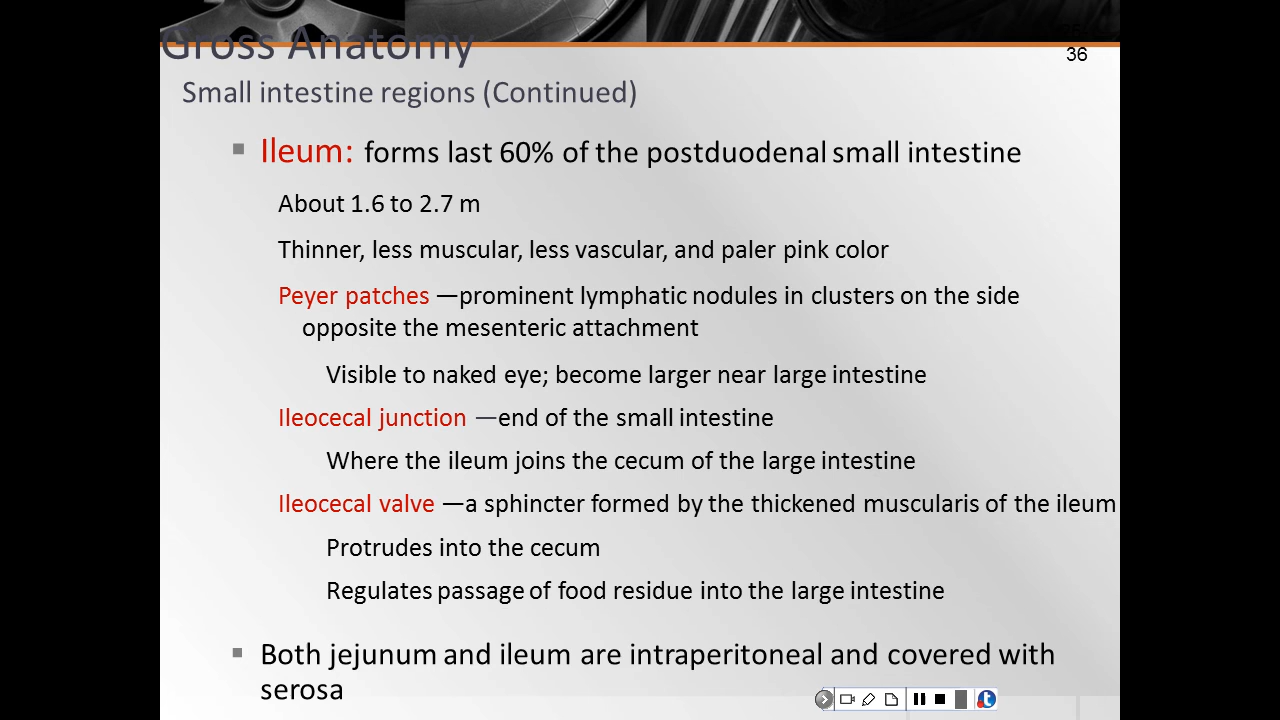 Gross Anatomy
36
Small intestine regions (Continued)
Ileum: forms last 60% of the postduodenal small intestine
About 1.6 to 2.7 m
Thinner, less muscular, less vascular, and paler pink color
Peyer patches —prominent lymphatic nodules in clusters on the side
opposite the mesenteric attachment
Visible to naked eye; become larger near large intestine
Ileocecal junction —end of the small intestine
Where the ileum joins the cecum of the large intestine
Ileocecal valve —a sphincter formed by the thickened muscularis of the ileum
Protrudes into the cecum
Regulates passage of food residue into the large intestine
Both jejunum and ileum are intraperitoneal and covered with
serosa